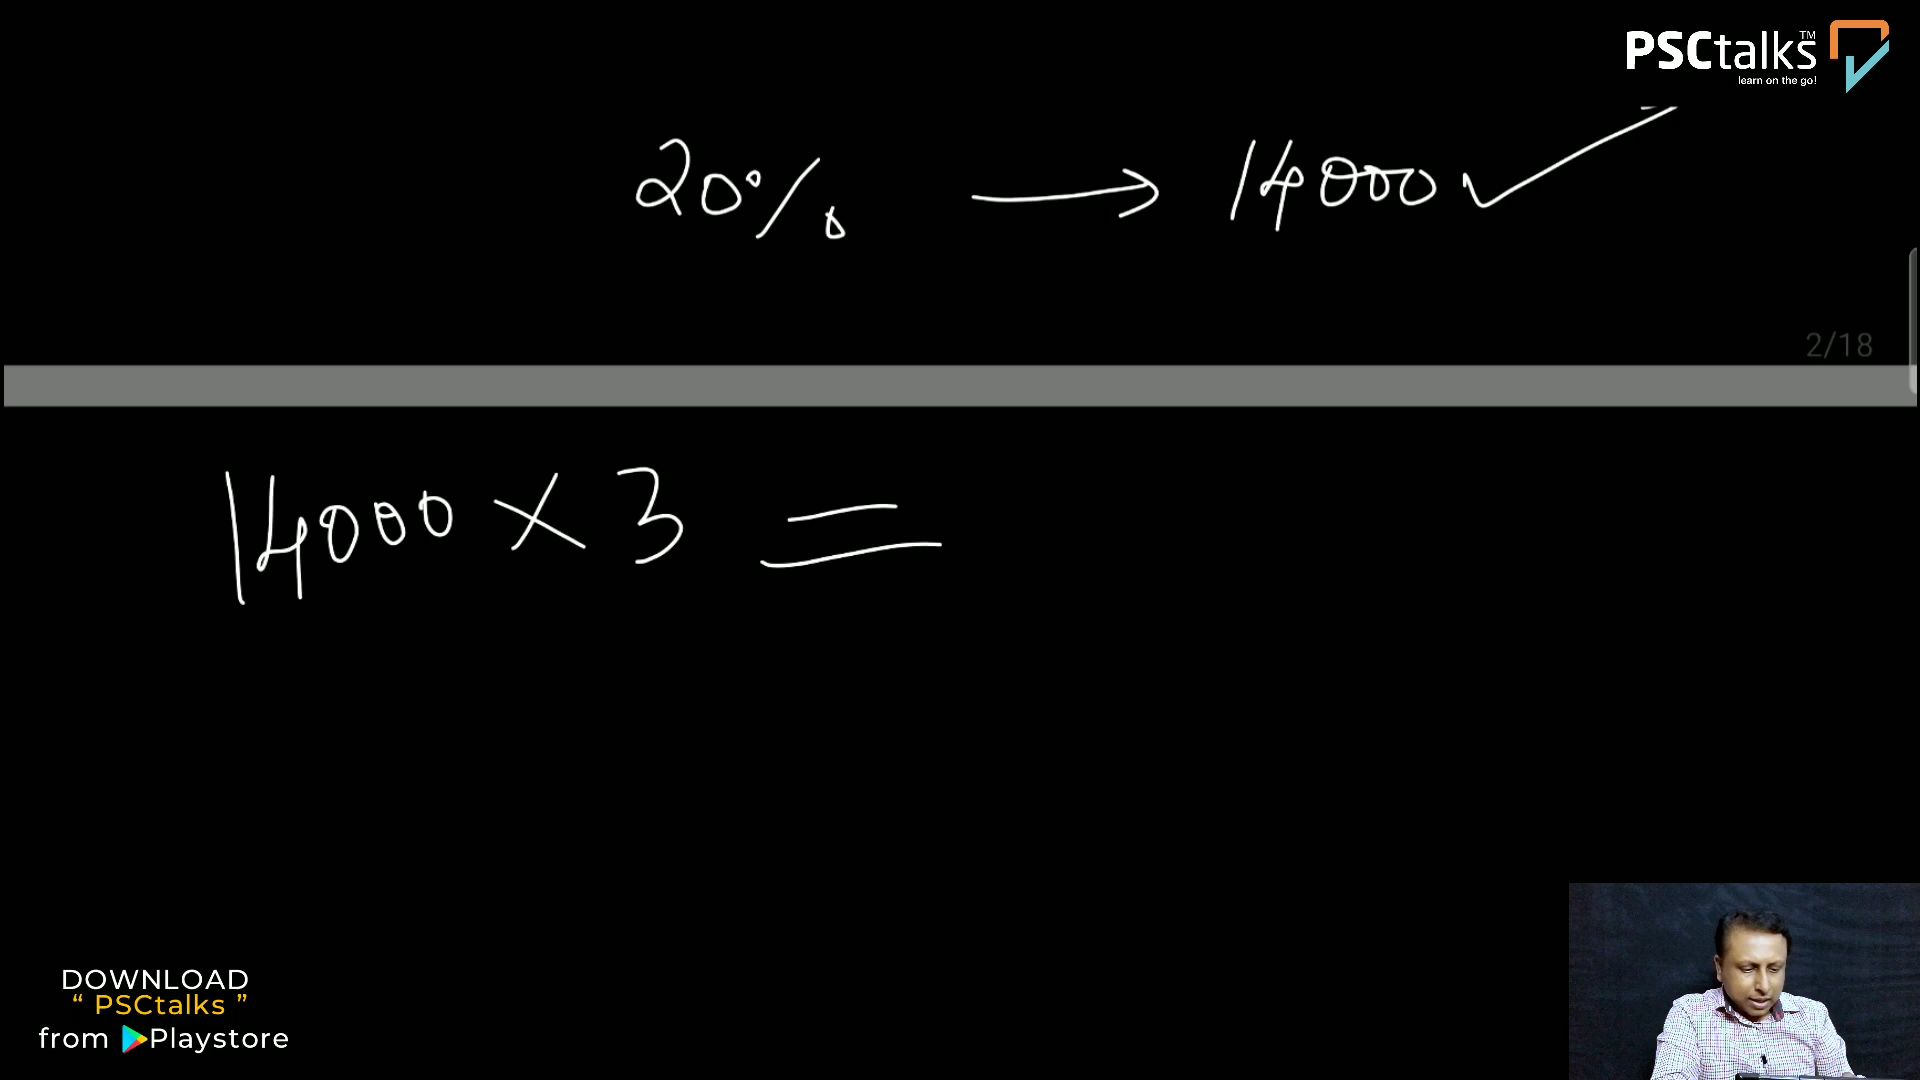 PSCtalks™
learn on the go!
20% → 14000 ✓
2/18
14000 × 3 =
DOWNLOAD
“ PSCtalks ”
from Playstore